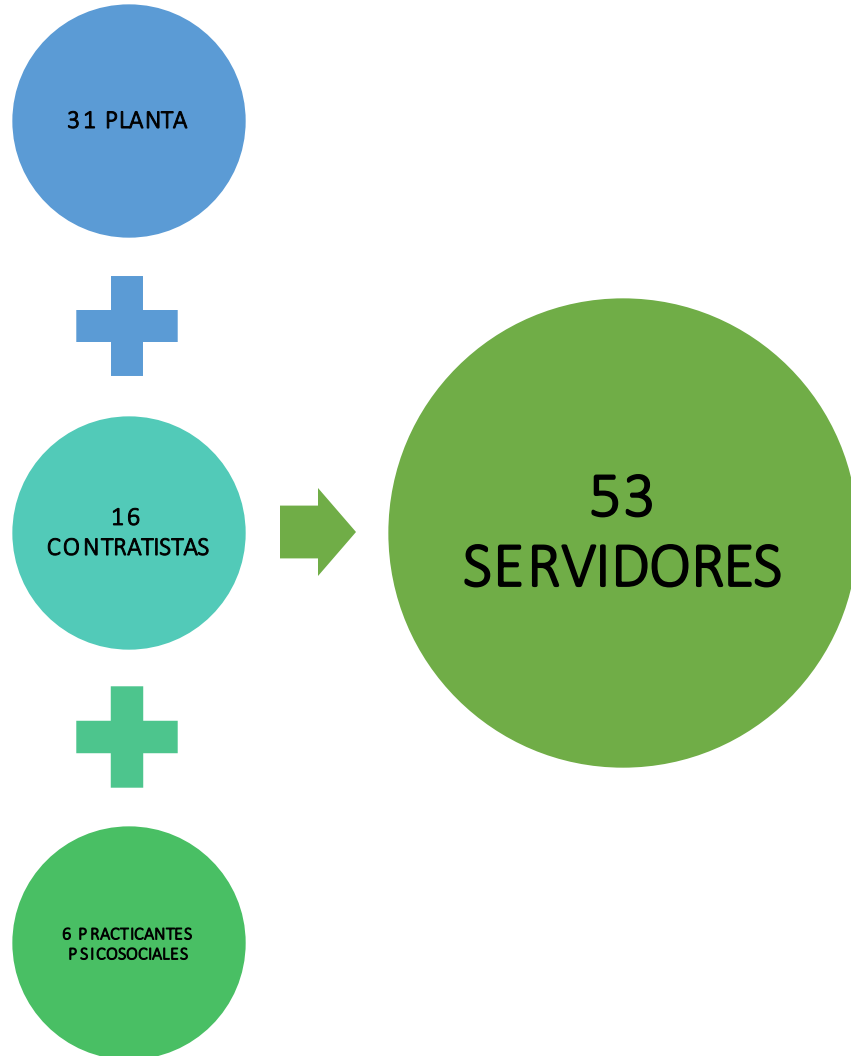 31 PLANTA
16
CONTRATISTAS
6 PRACTICANTES
PSICOSOCIALES
53
SERVIDORES